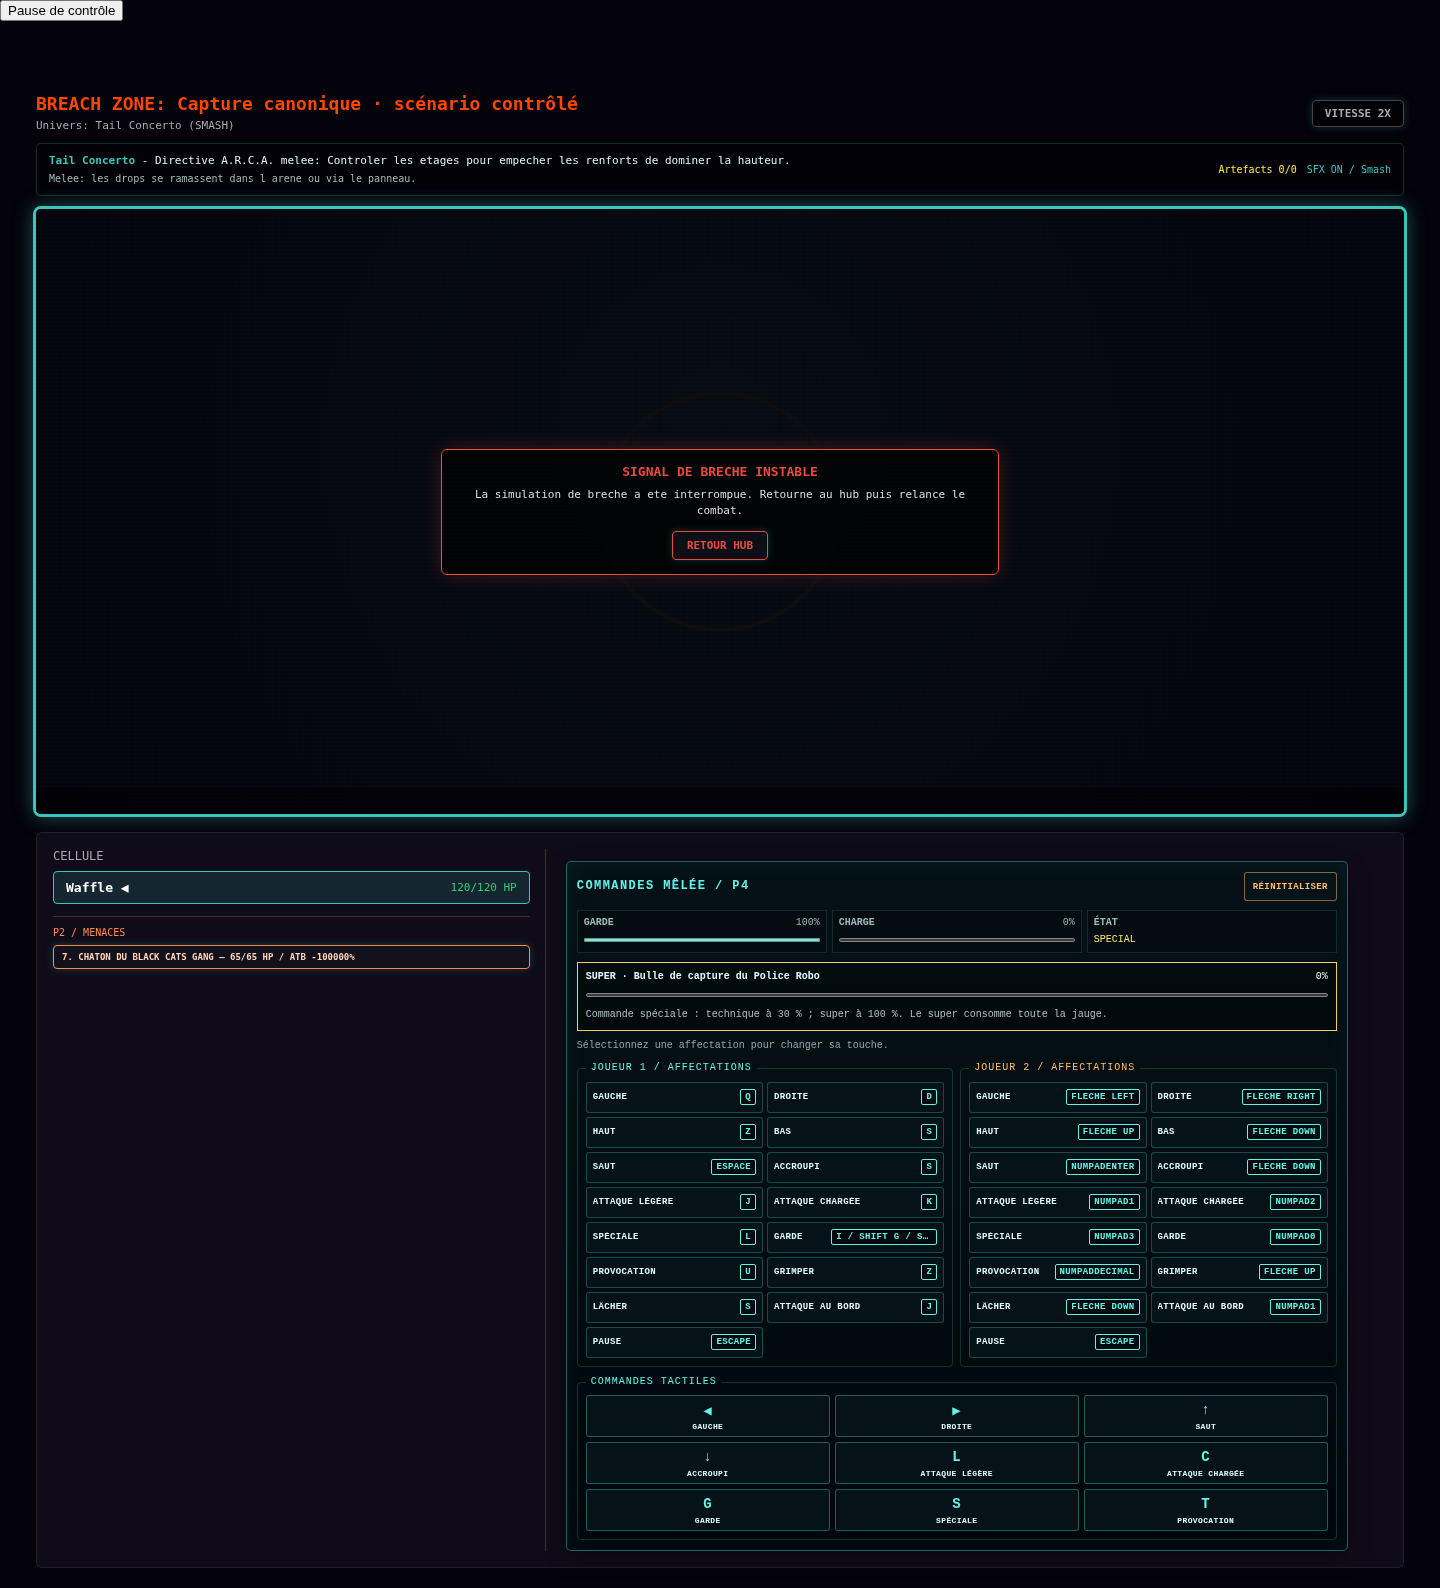 Pause de contrôle
BREACH ZONE: Capture canonique · scénario contrôlé
Univers: Tail Concerto (SMASH)
VITESSE 2X
Tail Concerto - Directive A.R.C.A. melee: Controler les etages pour empecher les renforts de dominer la hauteur.
Melee: les drops se ramassent dans l arene ou via le panneau.
Artefacts 0/0 SFX ON / Smash
SIGNAL DE BRECHE INSTABLE
La simulation de breche a ete interrompue. Retourne au hub puis relance le
combat.
RETOUR HUB
CELLULE
Waffle ◀ 120/120 HP
P2 / MENACES
7. CHATON DU BLACK CATS GANG — 65/65 HP / ATB -100000%
COMMANDES MÊLÉE / P4
RÉINITIALISER
GARDE 100%
CHARGE 0%
ÉTAT
SPECIAL
SUPER · Bulle de capture du Police Robo 0%
Commande spéciale : technique à 30 % ; super à 100 %. Le super consomme toute la jauge.
Sélectionnez une affectation pour changer sa touche.
JOUEUR 1 / AFFECTATIONS
GAUCHE Q DROITE D
HAUT Z BAS S
SAUT ESPACE ACCROUPI S
ATTAQUE LÉGÈRE J ATTAQUE CHARGÉE K
SPÉCIALE L GARDE I / SHIFT G / S…
PROVOCATION U GRIMPER Z
LÂCHER S ATTAQUE AU BORD J
PAUSE ESCAPE
JOUEUR 2 / AFFECTATIONS
GAUCHE FLECHE LEFT DROITE FLECHE RIGHT
HAUT FLECHE UP BAS FLECHE DOWN
SAUT NUMPADENTER ACCROUPI FLECHE DOWN
ATTAQUE LÉGÈRE NUMPAD1 ATTAQUE CHARGÉE NUMPAD2
SPÉCIALE NUMPAD3 GARDE NUMPAD0
PROVOCATION NUMPADDECIMAL GRIMPER FLECHE UP
LÂCHER FLECHE DOWN ATTAQUE AU BORD NUMPAD1
PAUSE ESCAPE
COMMANDES TACTILES
◀ ▶ ↑
GAUCHE DROITE SAUT
↓ L C
ACCROUPI ATTAQUE LÉGÈRE ATTAQUE CHARGÉE
G S T
GARDE SPÉCIALE PROVOCATION